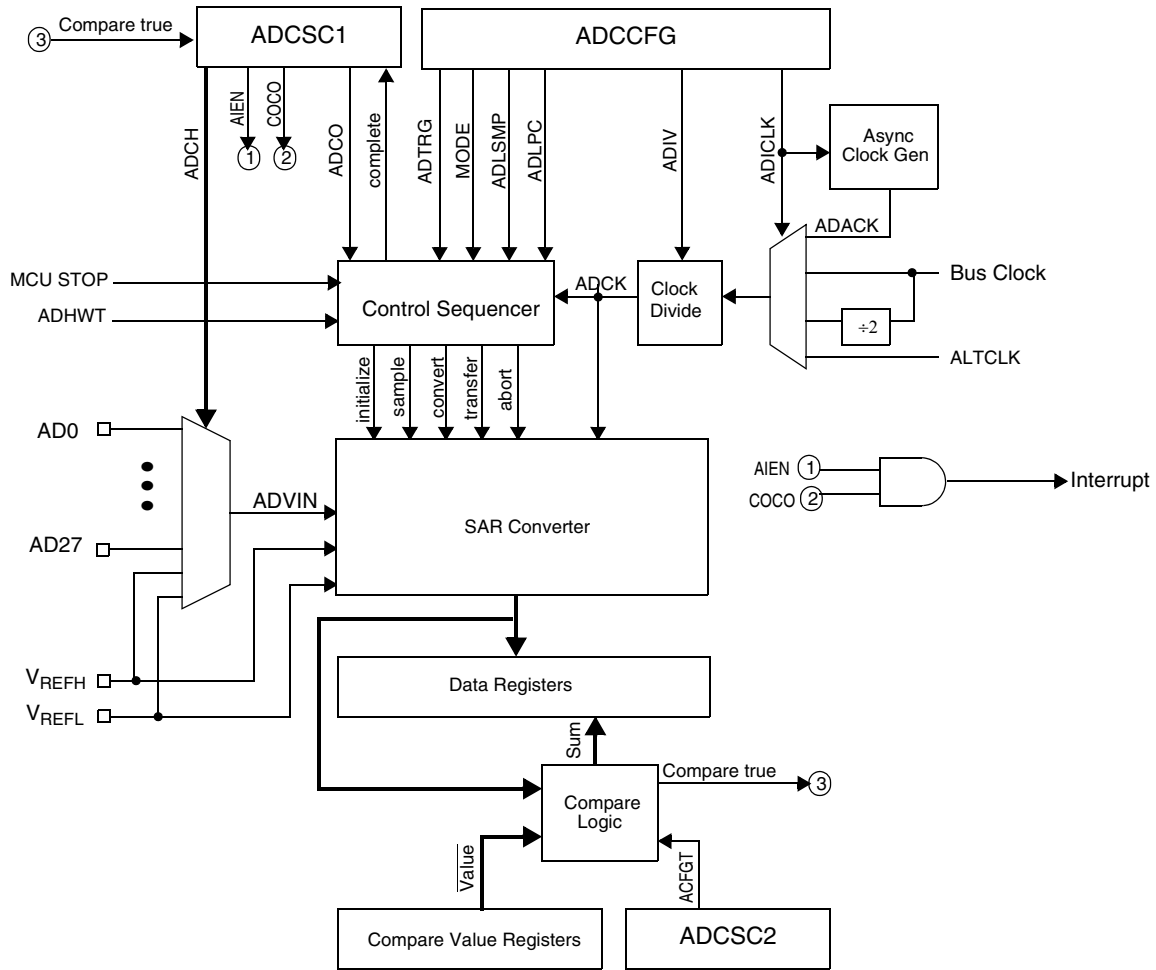 3
Compare true
ADCSC1
ADCCFG
ADCH
AIEN
COCO
1
2
ADCO
complete
ADTRG
MODE
ADLSMP
ADLPC
ADIV
ADICLK
Async
Clock Gen
ADACK
MCU STOP
ADHWT
Control Sequencer
ADCK
Clock
Divide
Bus Clock
÷2
ALTCLK
initialize
sample
convert
transfer
abort
AD0
AD27
ADVIN
SAR Converter
AIEN 1
COCO 2
Interrupt
VREFH
VREFL
Data Registers
Sum
Compare true
3
Compare
Logic
Value
ACFGT
Compare Value Registers
ADCSC2